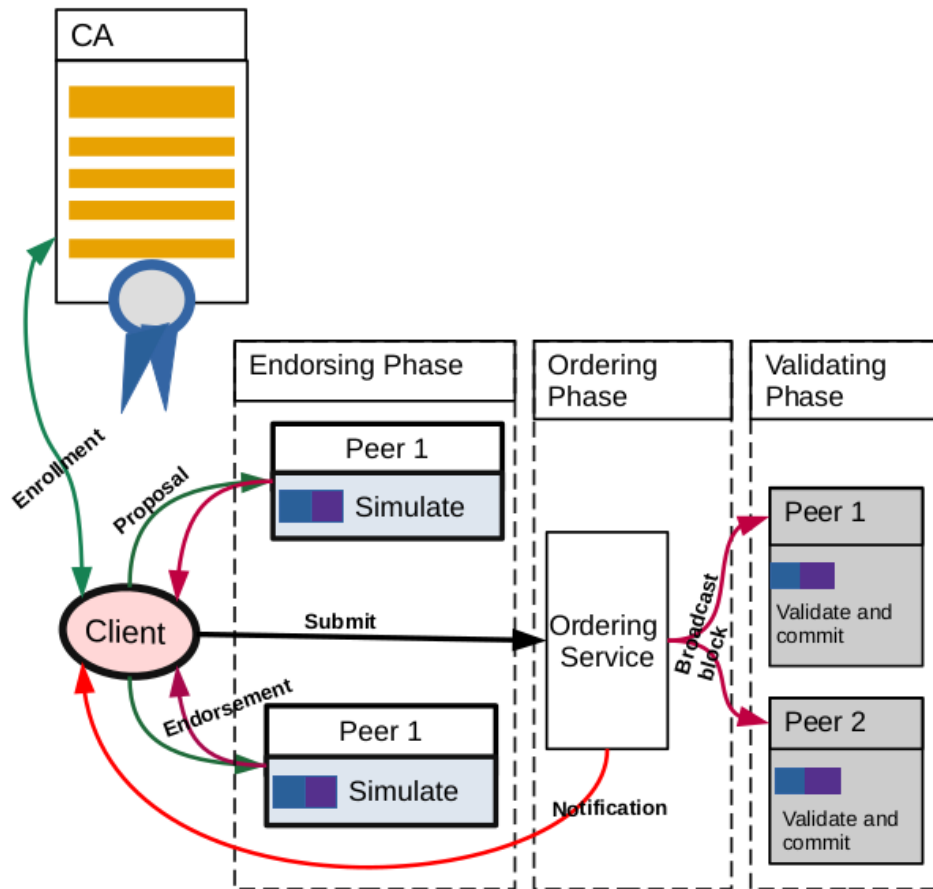 CA
Endorsing Phase
Ordering
Phase
Validating
Phase
Enrollment
Proposal
Peer 1
Simulate
Client
Submit
Ordering
Service
Broadcast
block
Peer 1
Validate and
commit
Endorsement
Peer 1
Simulate
Peer 2
Validate and
commit
Notification